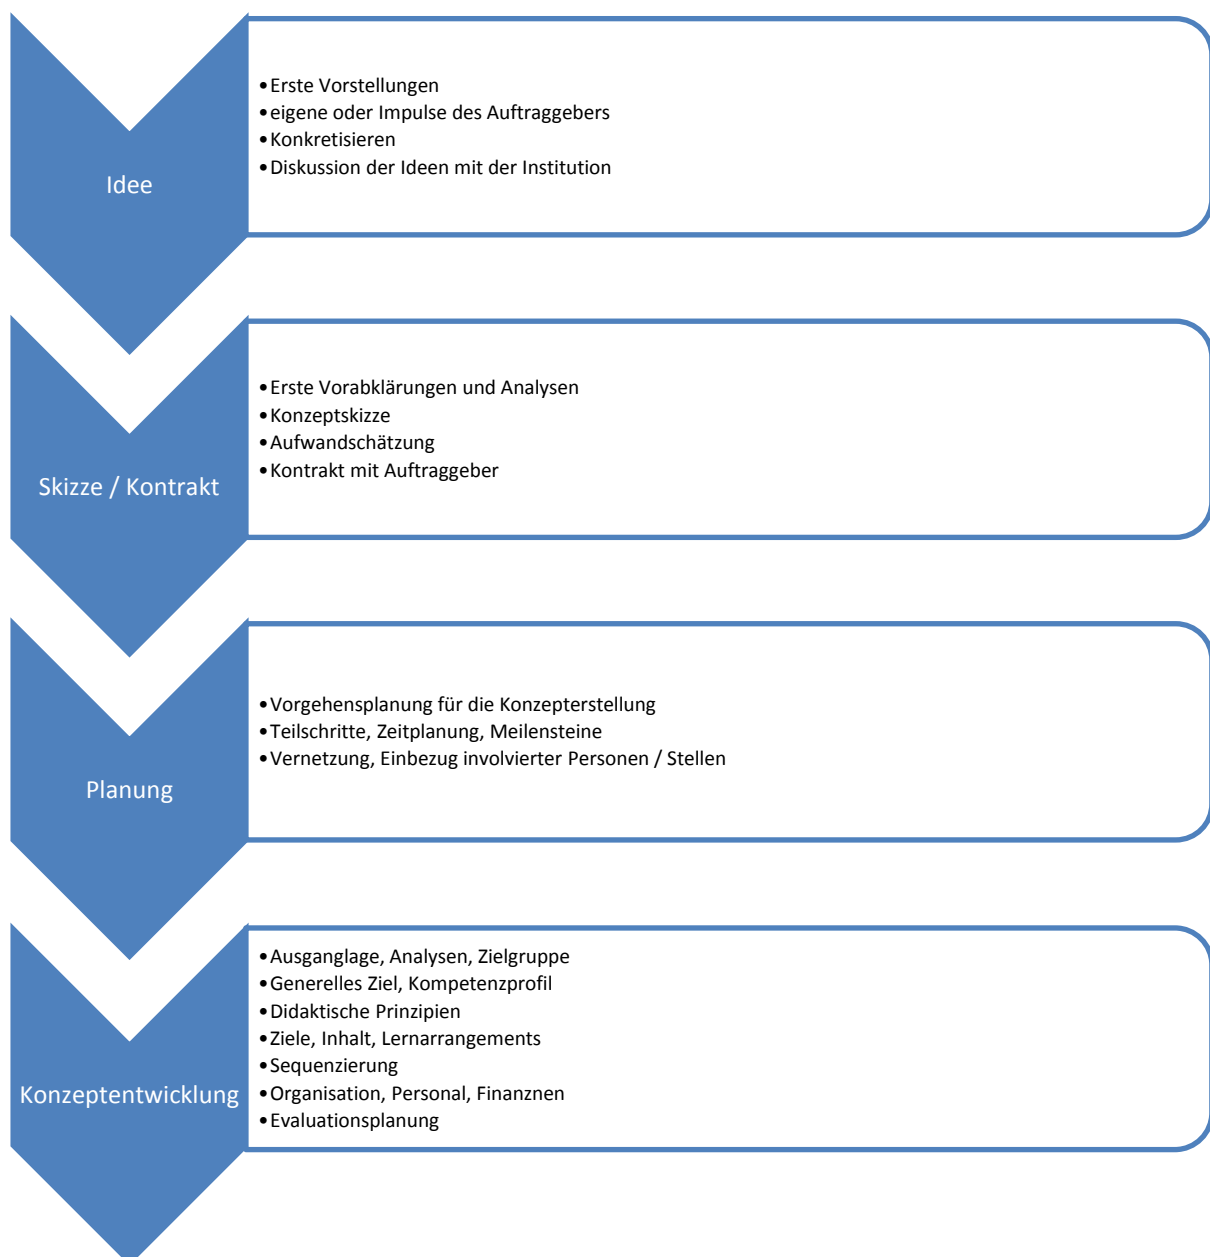 Idee
•Erste Vorstellungen
•eigene oder Impulse des Auftraggebers
•Konkretisieren
•Diskussion der Ideen mit der Institution
Skizze / Kontrakt
•Erste Vorabklärungen und Analysen
•Konzeptskizze
•Aufwandschätzung
•Kontrakt mit Auftraggeber
Planung
•Vorgehensplanung für die Konzepterstellung
•Teilschritte, Zeitplanung, Meilensteine
•Vernetzung, Einbezug involvierter Personen / Stellen
Konzeptentwicklung
•Ausganglage, Analysen, Zielgruppe
•Generelles Ziel, Kompetenzprofil
•Didaktische Prinzipien
•Ziele, Inhalt, Lernarrangements
•Sequenzierung
•Organisation, Personal, Finanznen
•Evaluationsplanung